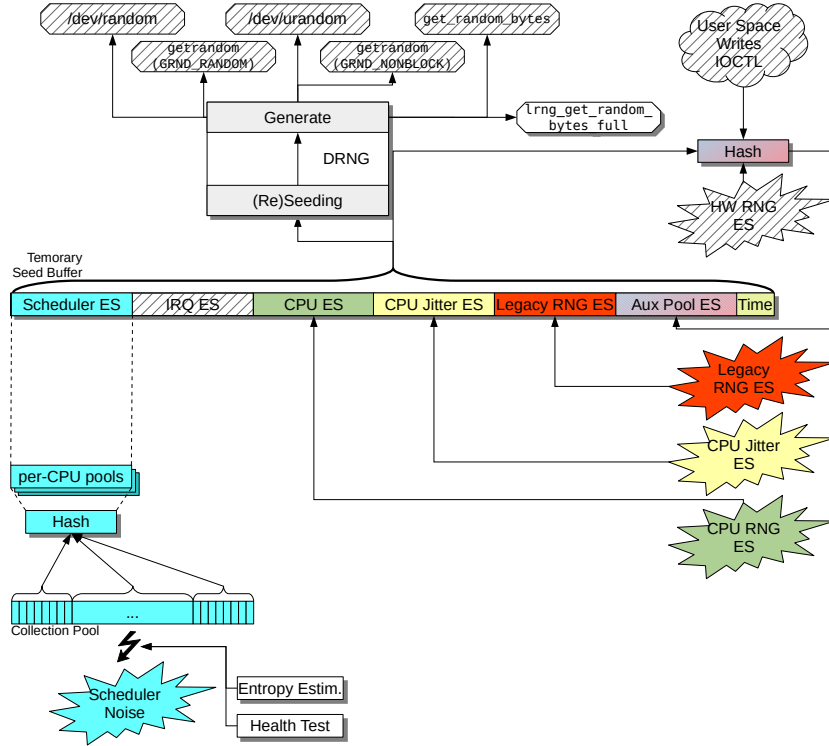 /dev/random
/dev/urandom
get_random_bytes
getrandom
(GRND_RANDOM)
getrandom
(GRND_NONBLOCK)
User Space
Writes
IOCTL
Generate
lrng_get_random_
bytes_full
DRNG
Hash
(Re)Seeding
HW RNG
ES
Temorary
Seed Buffer
Scheduler ES
IRQ ES
CPU ES
CPU Jitter ES
Legacy RNG ES
Aux Pool ES
Time
Legacy
RNG ES
CPU Jitter
ES
per-CPU pools
Hash
CPU RNG
ES
...
Collection Pool
Scheduler
Noise
Entropy Estim.
Health Test